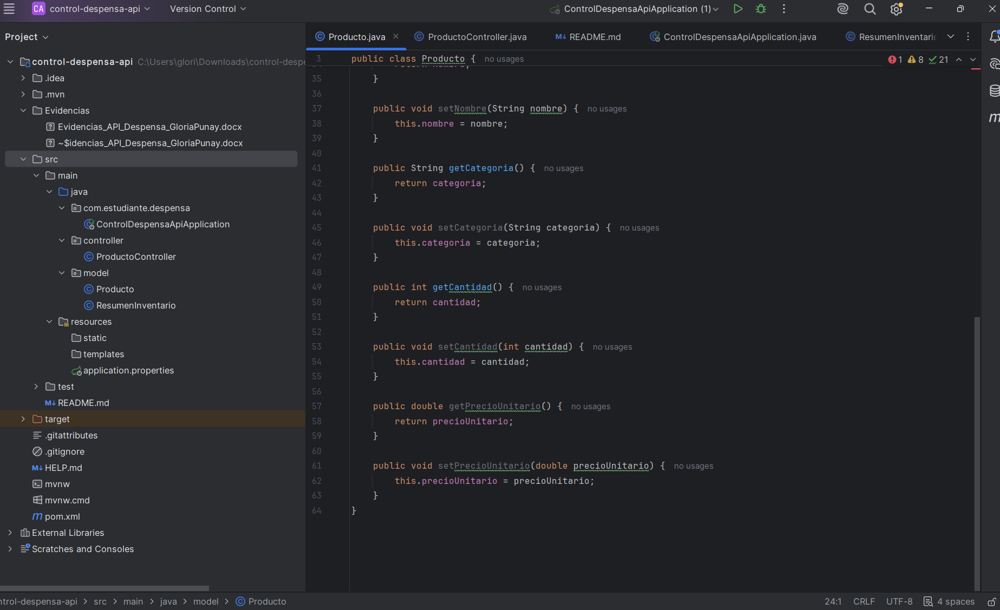 CA control-despensa-api Version Control ControlDespensaApiApplication (1)
Project
Producto.java ProductoController.java README.md ControlDespensaApiApplication.java ResumenInventaric
3 public class Producto { no usages 1 8 21
control-despensa-api C:\Users\glori\Downloads\control-despe
.idea
.mvn
Evidencias
Evidencias_API_Despensa_GloriaPunay.docx
~$idencias_API_Despensa_GloriaPunay.docx
src
main
java
com.estudiante.despensa
ControlDespensaApiApplication
controller
ProductoController
model
Producto
ResumenInventario
resources
static
templates
application.properties
test
README.md
target
.gitattributes
.gitignore
HELP.md
mvnw
mvnw.cmd
pom.xml
External Libraries
Scratches and Consoles
return nombre;
35 }
36
37 public void setNombre(String nombre) { no usages
38 this.nombre = nombre;
39 }
40
41 public String getCategoria() { no usages
42 return categoria;
43 }
44
45 public void setCategoria(String categoria) { no usages
46 this.categoria = categoria;
47 }
48
49 public int getCantidad() { no usages
50 return cantidad;
51 }
52
53 public void setCantidad(int cantidad) { no usages
54 this.cantidad = cantidad;
55 }
56
57 public double getPrecioUnitario() { no usages
58 return precioUnitario;
59 }
60
61 public void setPrecioUnitario(double precioUnitario) { no usages
62 this.precioUnitario = precioUnitario;
63 }
64 }
ntrol-despensa-api > src > main > java > model > Producto
24:1 CRLF UTF-8 4 spaces